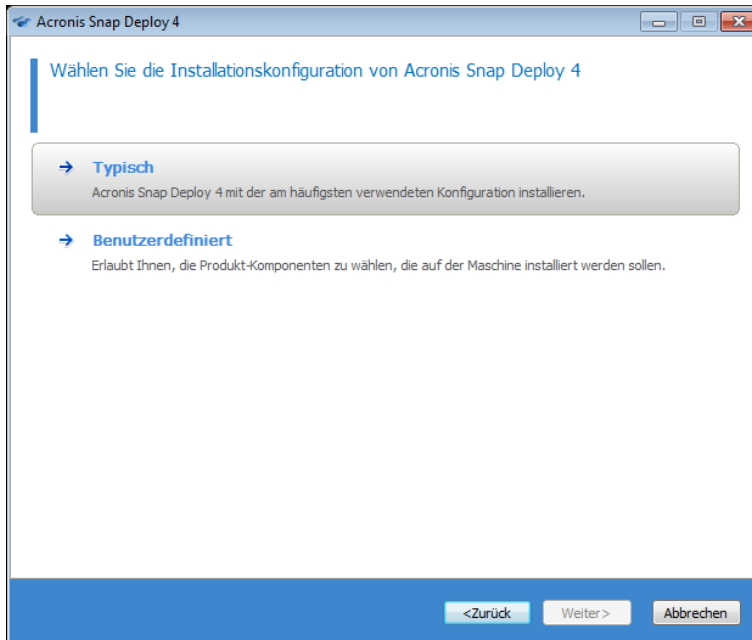 Acronis Snap Deploy 4
Wählen Sie die Installationskonfiguration von Acronis Snap Deploy 4
Typisch
Acronis Snap Deploy 4 mit der am häufigsten verwendeten Konfiguration installieren.
Benutzerdefiniert
Erlaubt Ihnen, die Produkt-Komponenten zu wählen, die auf der Maschine installiert werden sollen.
<Zurück Weiter> Abbrechen